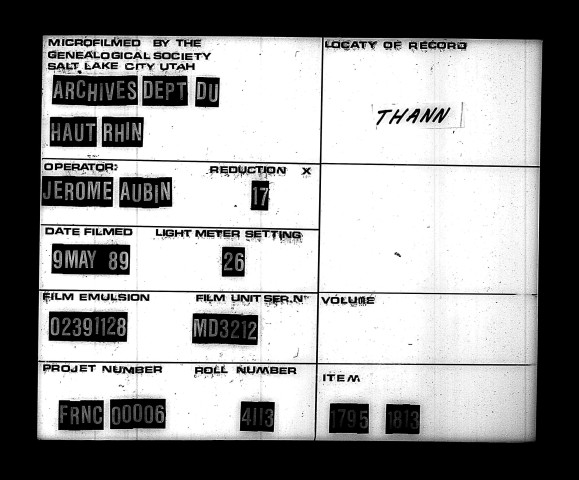 MICROFILMED BY THE
GENEALOGICAL SOCIETY
SALT LAKE CITY UTAH
ARCHIVES DEPT DU
HAUT RHIN
LOCATY OF RECORD
THANN
OPERATOR:
REDUCTION X
JEROME AUBIN
17
DATE FILMED
LIGHT METER SETTING
9MAY 89
26
FILM EMULSION
FILM UNIT SER.N°
VOLUME
02391128
MD3212
PROJET NUMBER
ROLL NUMBER
ITEM
FRNC 00006
4113
1795 1813